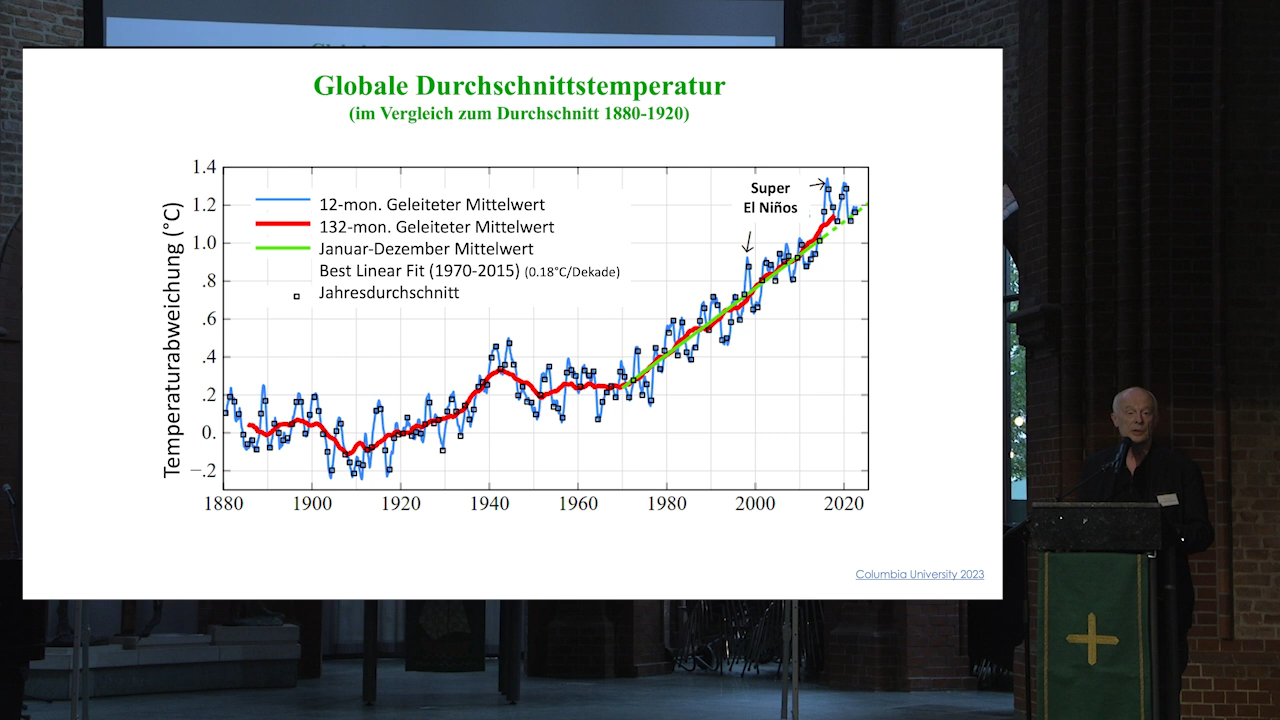 Globale Durchschnittstemperatur
(im Vergleich zum Durchschnitt 1880-1920)
Temperaturabweichung (°C)
1.4
1.2
1.0
.8
.6
.4
.2
0.
−.2
12-mon. Geleiteter Mittelwert
132-mon. Geleiteter Mittelwert
Januar-Dezember Mittelwert
Best Linear Fit (1970-2015) (0.18°C/Dekade)
Jahresdurchschnitt
Super
El Niños
1880 1900 1920 1940 1960 1980 2000 2020
Columbia University 2023